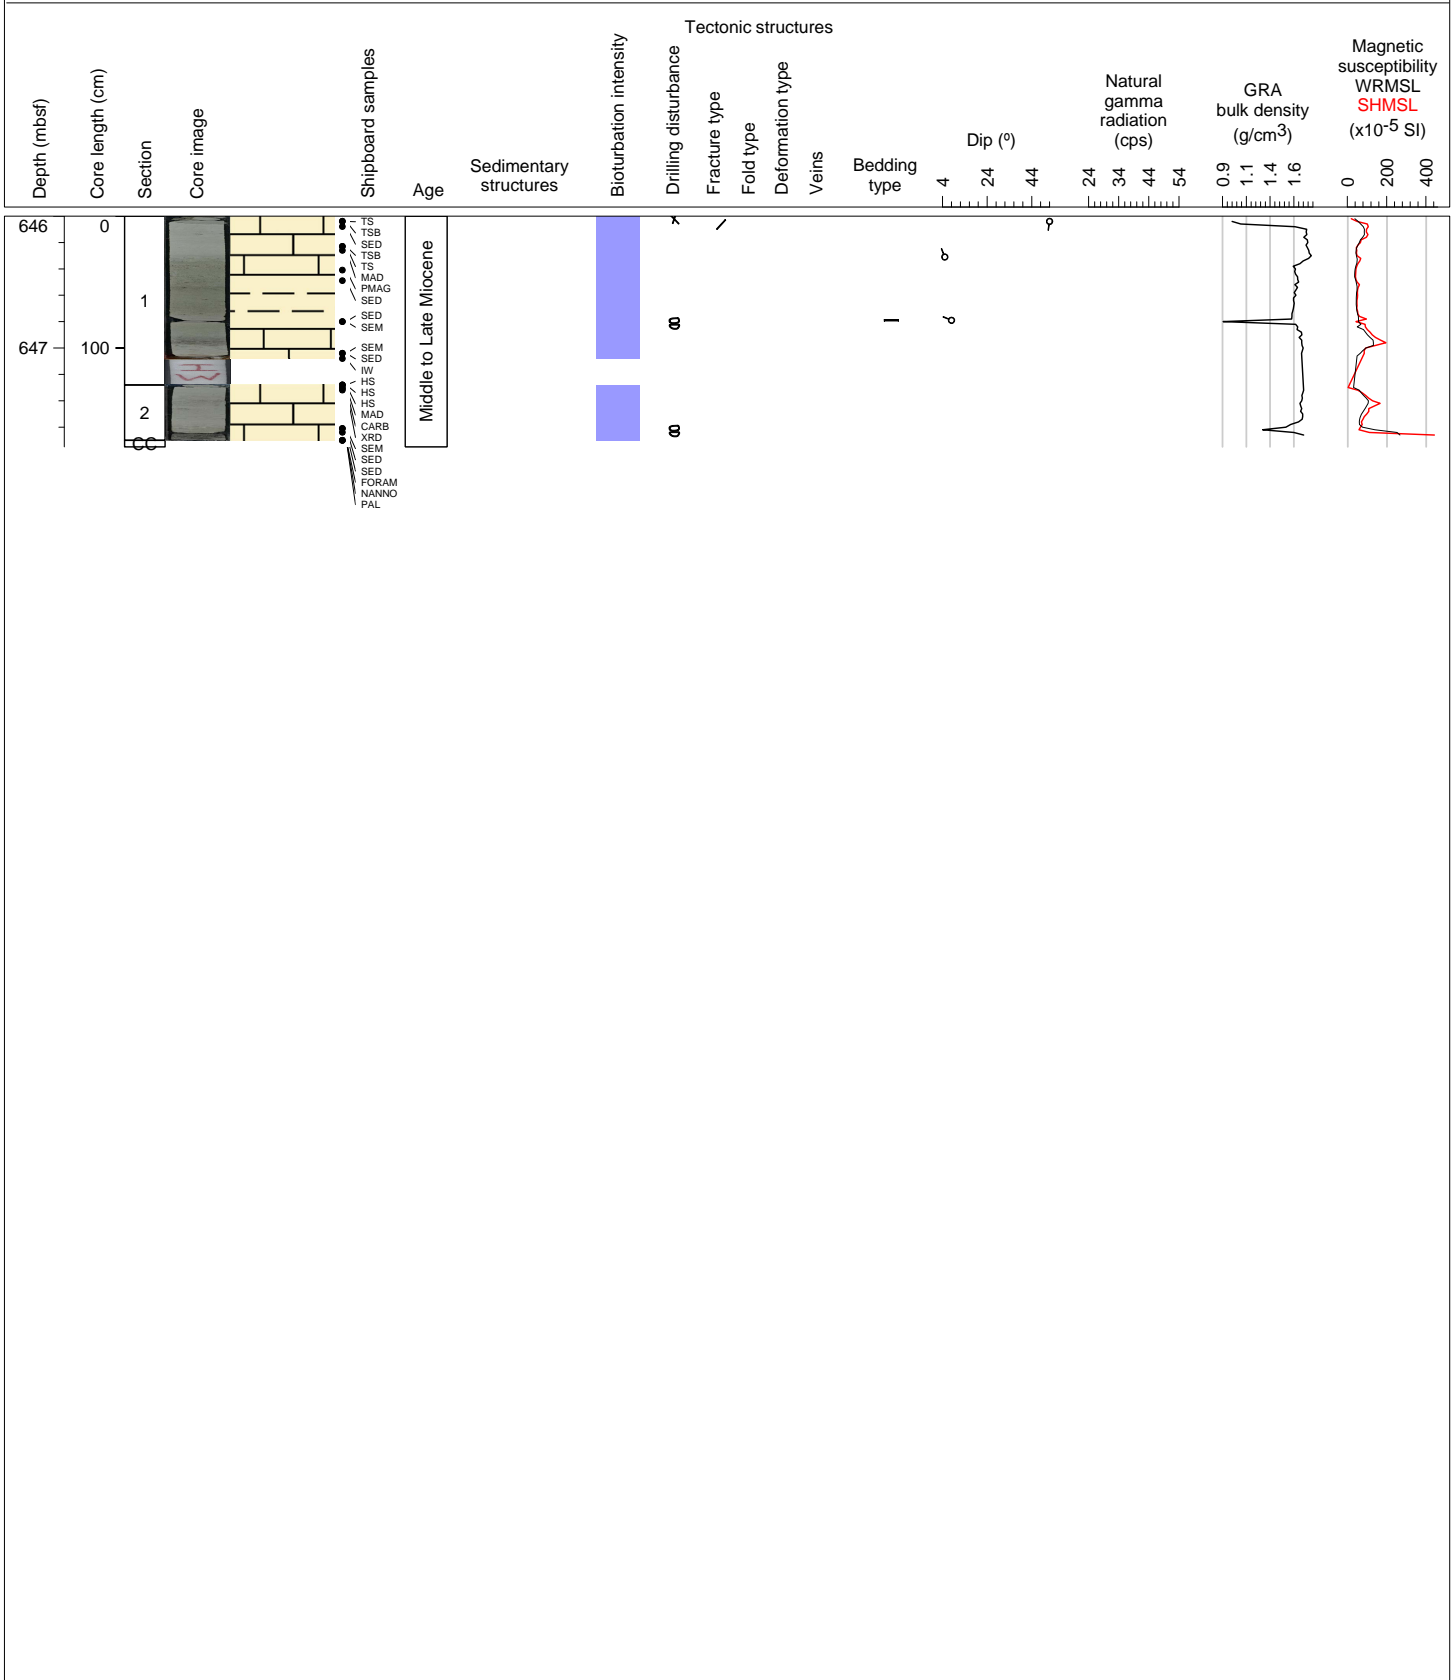 Tectonic structures
Depth (mbsf)
Core length (cm)
Section
Core image
Shipboard samples
Age
Sedimentary
structures
Bioturbation intensity
Drilling disturbance
Fracture type
Fold type
Deformation type
Veins
Bedding
type
Dip (º)
4
24
44
Natural
gamma
radiation
(cps)
24
34
44
54
GRA
bulk density
(g/cm3)
0.9
1.1
1.4
1.6
Magnetic
susceptibility
WRMSL
SHMSL
(x10-5 SI)
0
200
400
646
647
0
100
1
2
CC
IW
TS
TSB
SED
TSB
TS
MAD
PMAG
SED
SED
SEM
SEM
SED
IW
HS
HS
HS
MAD
CARB
XRD
SEM
SED
SED
FORAM
NANNO
PAL
Middle to Late Miocene